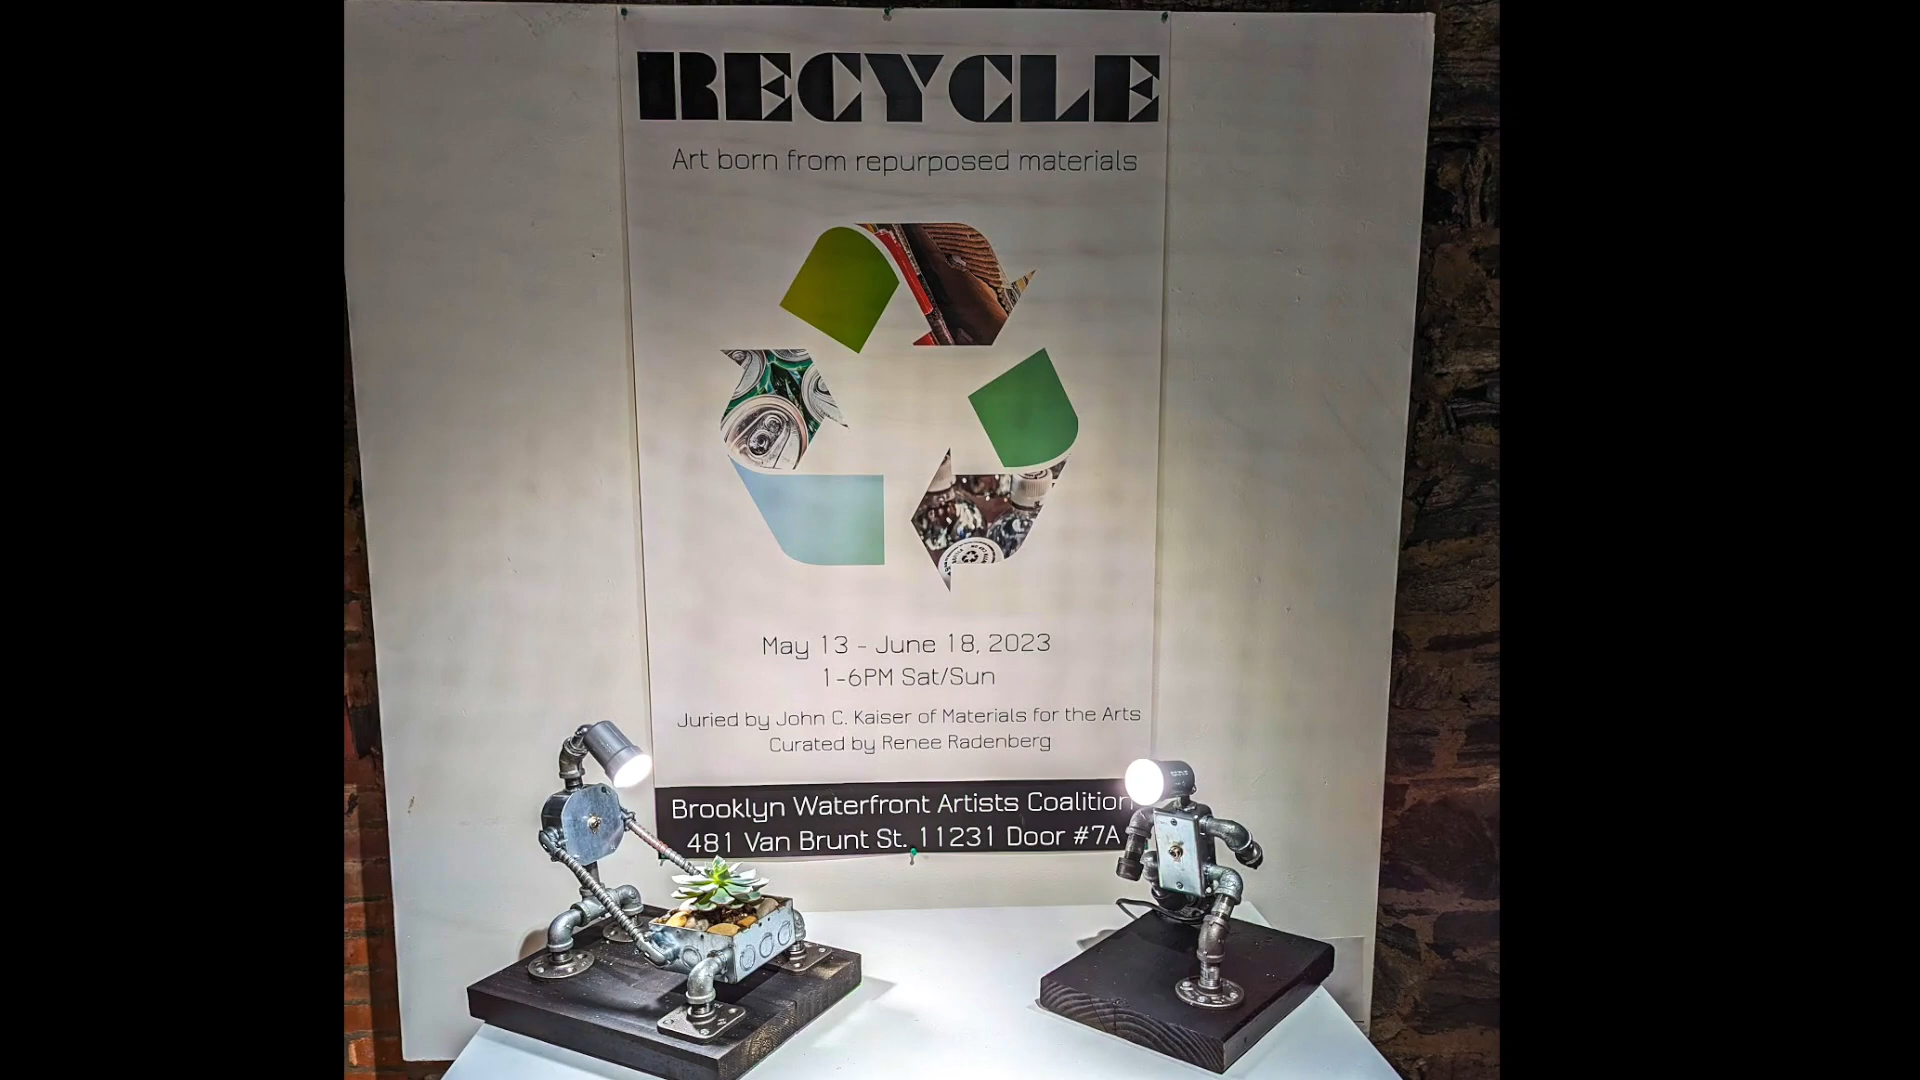 RECYCLE
Art born from repurposed materials
May 13 - June 18, 2023
1-6PM Sat/Sun
Juried by John C. Kaiser of Materials for the Arts
Curated by Renee Radenberg
Brooklyn Waterfront Artists Coalition
481 Van Brunt St. 11231 Door #7A